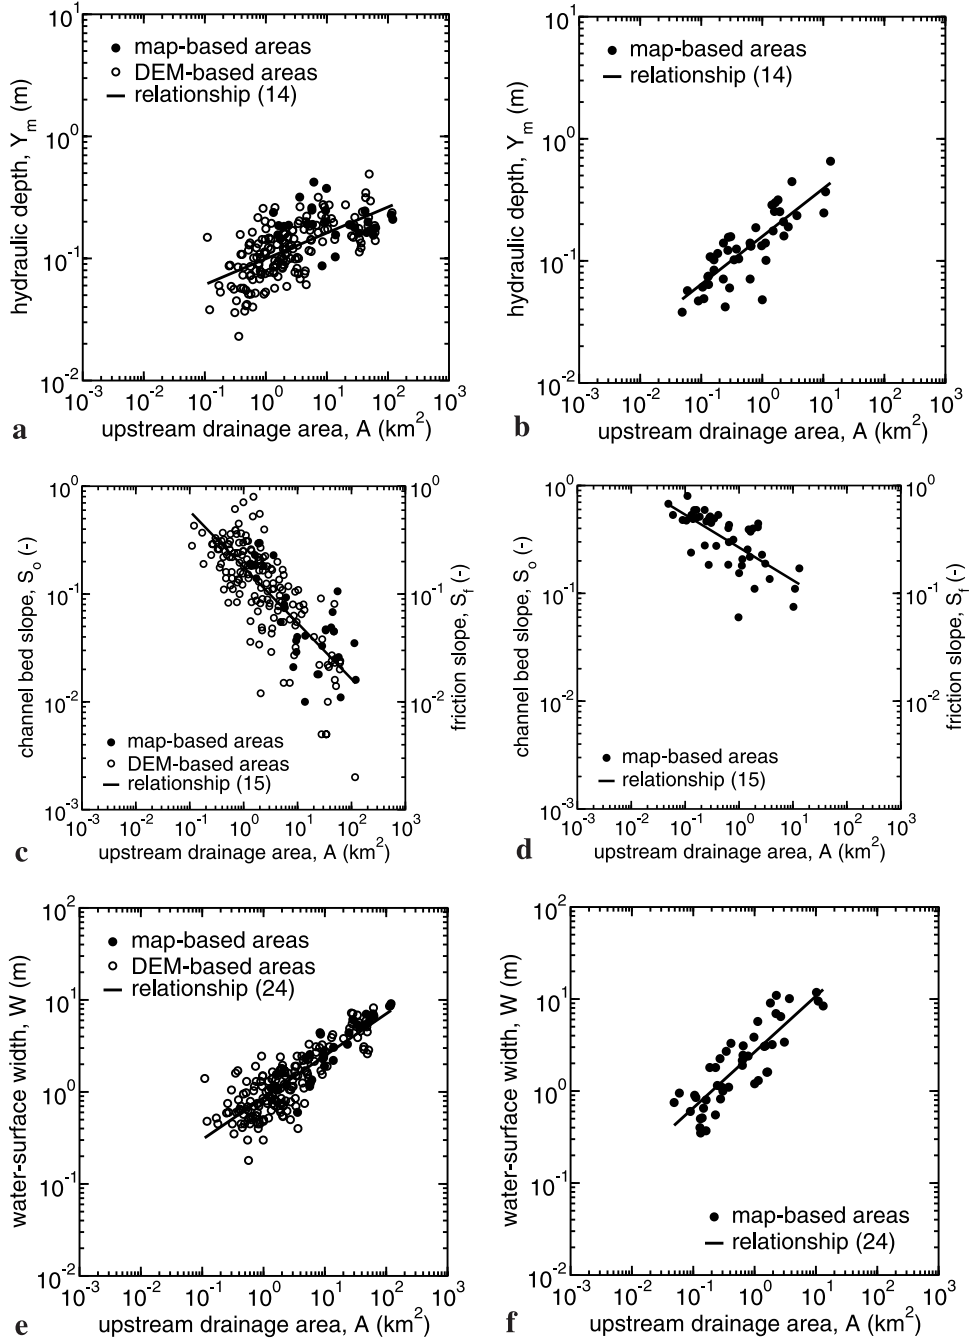 10^1
10^0
10^-1
10^-2
hydraulic depth, Y_m (m)
map-based areas
DEM-based areas
relationship (14)
10^-3 10^-2 10^-1 10^0 10^1 10^2 10^3
a upstream drainage area, A (km^2)
10^1
10^0
10^-1
10^-2
hydraulic depth, Y_m (m)
map-based areas
relationship (14)
10^-3 10^-2 10^-1 10^0 10^1 10^2 10^3
b upstream drainage area, A (km^2)
10^0
10^-1
10^-2
10^-3
channel bed slope, S_o (-)
10^0
10^-1
10^-2
friction slope, S_f (-)
map-based areas
DEM-based areas
relationship (15)
10^-3 10^-2 10^-1 10^0 10^1 10^2 10^3
c upstream drainage area, A (km^2)
10^0
10^-1
10^-2
10^-3
channel bed slope, S_o (-)
10^0
10^-1
10^-2
friction slope, S_f (-)
map-based areas
relationship (15)
10^-3 10^-2 10^-1 10^0 10^1 10^2 10^3
d upstream drainage area, A (km^2)
10^2
10^1
10^0
10^-1
10^-2
water-surface width, W (m)
map-based areas
DEM-based areas
relationship (24)
10^-3 10^-2 10^-1 10^0 10^1 10^2 10^3
e upstream drainage area, A (km^2)
10^2
10^1
10^0
10^-1
10^-2
water-surface width, W (m)
map-based areas
relationship (24)
10^-3 10^-2 10^-1 10^0 10^1 10^2 10^3
f upstream drainage area, A (km^2)